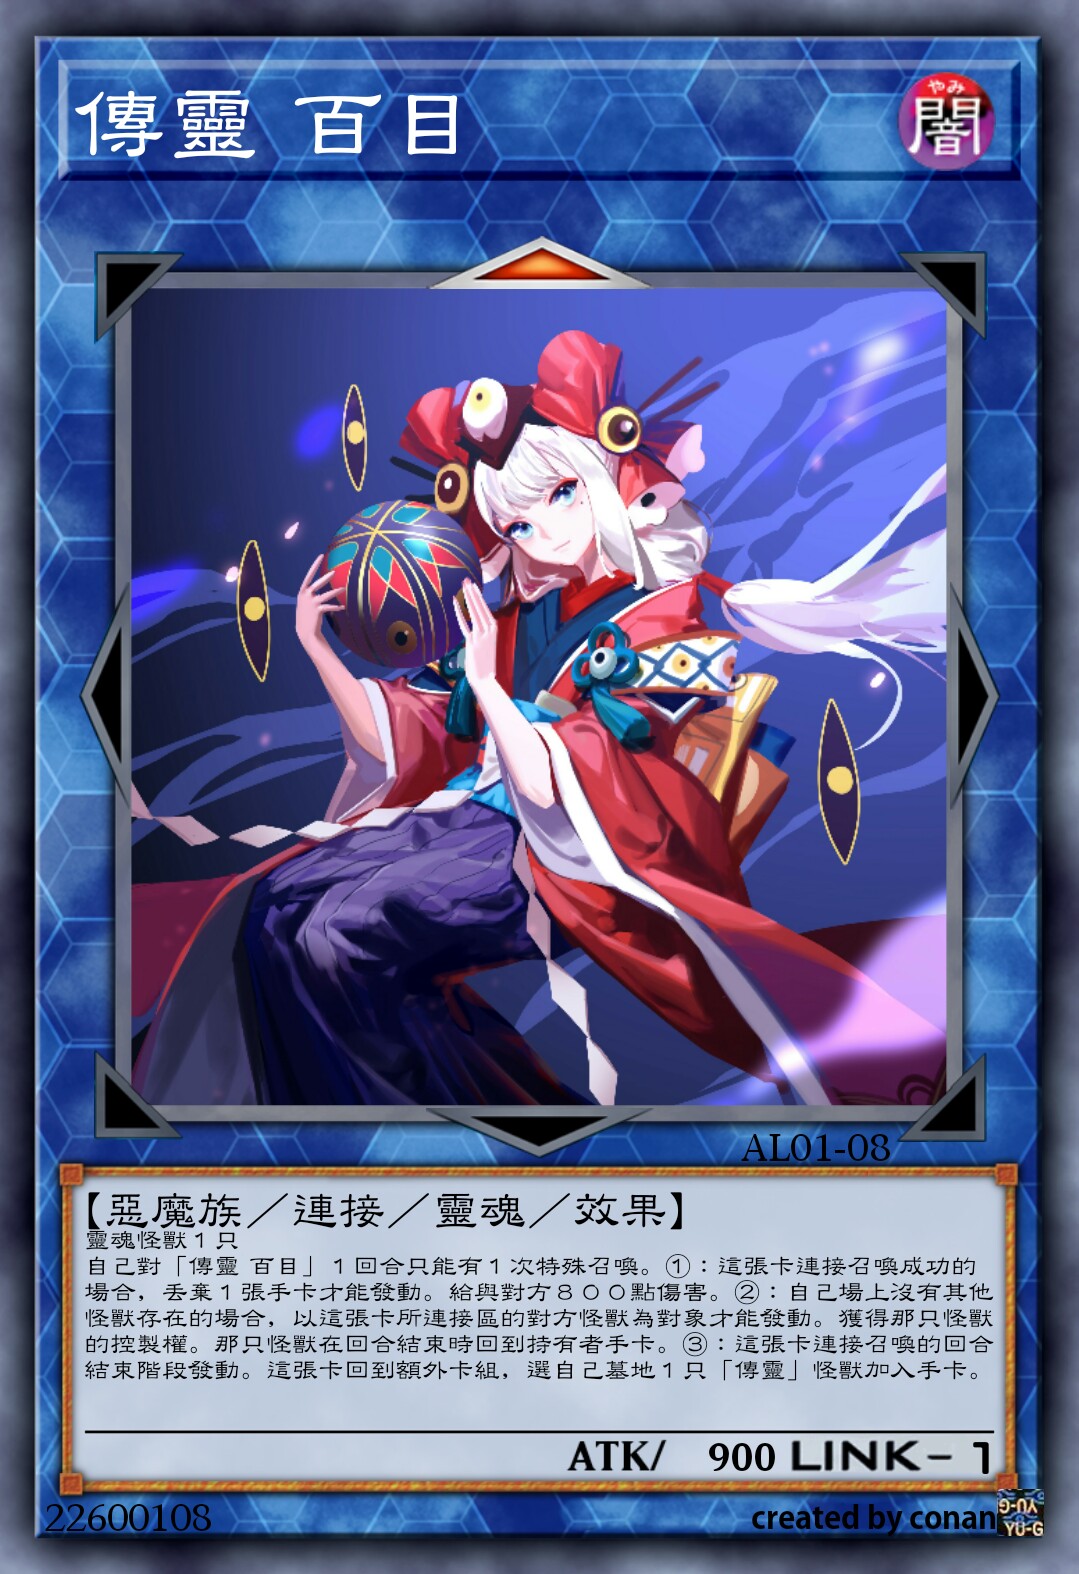 傳靈 百目
やみ
闇
AL01-08
【惡魔族／連接／靈魂／效果】
靈魂怪獸１只
自己對「傳靈 百目」１回合只能有１次特殊召喚。①：這張卡連接召喚成功的
場合，丟棄１張手卡才能發動。給與對方８００點傷害。②：自己場上沒有其他
怪獸存在的場合，以這張卡所連接區的對方怪獸為對象才能發動。獲得那只怪獸
的控製權。那只怪獸在回合結束時回到持有者手卡。③：這張卡連接召喚的回合
結束階段發動。這張卡回到額外卡組，選自己墓地１只「傳靈」怪獸加入手卡。
ATK/ 900 LINK-1
22600108
created by conan
YU-G
YU-G